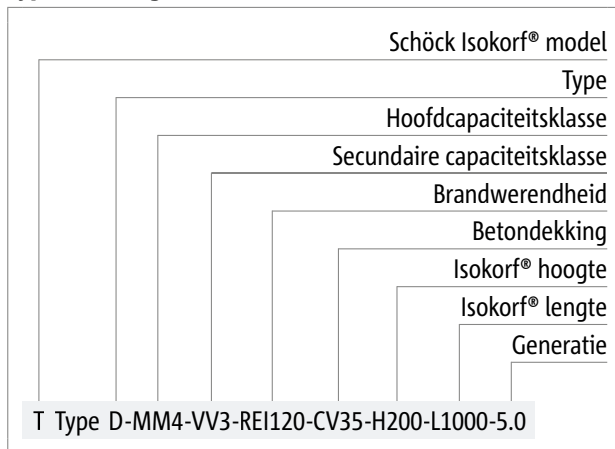 Schöck Isokorf® model
Type
Hoofdcapaciteitsklasse
Secundaire capaciteitsklasse
Brandwerendheid
Betondekking
Isokorf® hoogte
Isokorf® lengte
Generatie
T Type D-MM4-VV3-REI120-CV35-H200-L1000-5.0